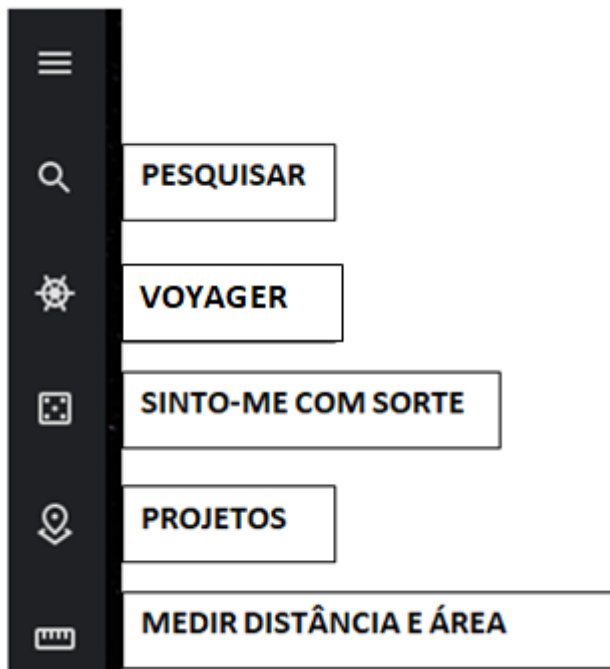 PESQUISAR
VOYAGER
SINTO-ME COM SORTE
PROJETOS
MEDIR DISTÂNCIA E ÁREA